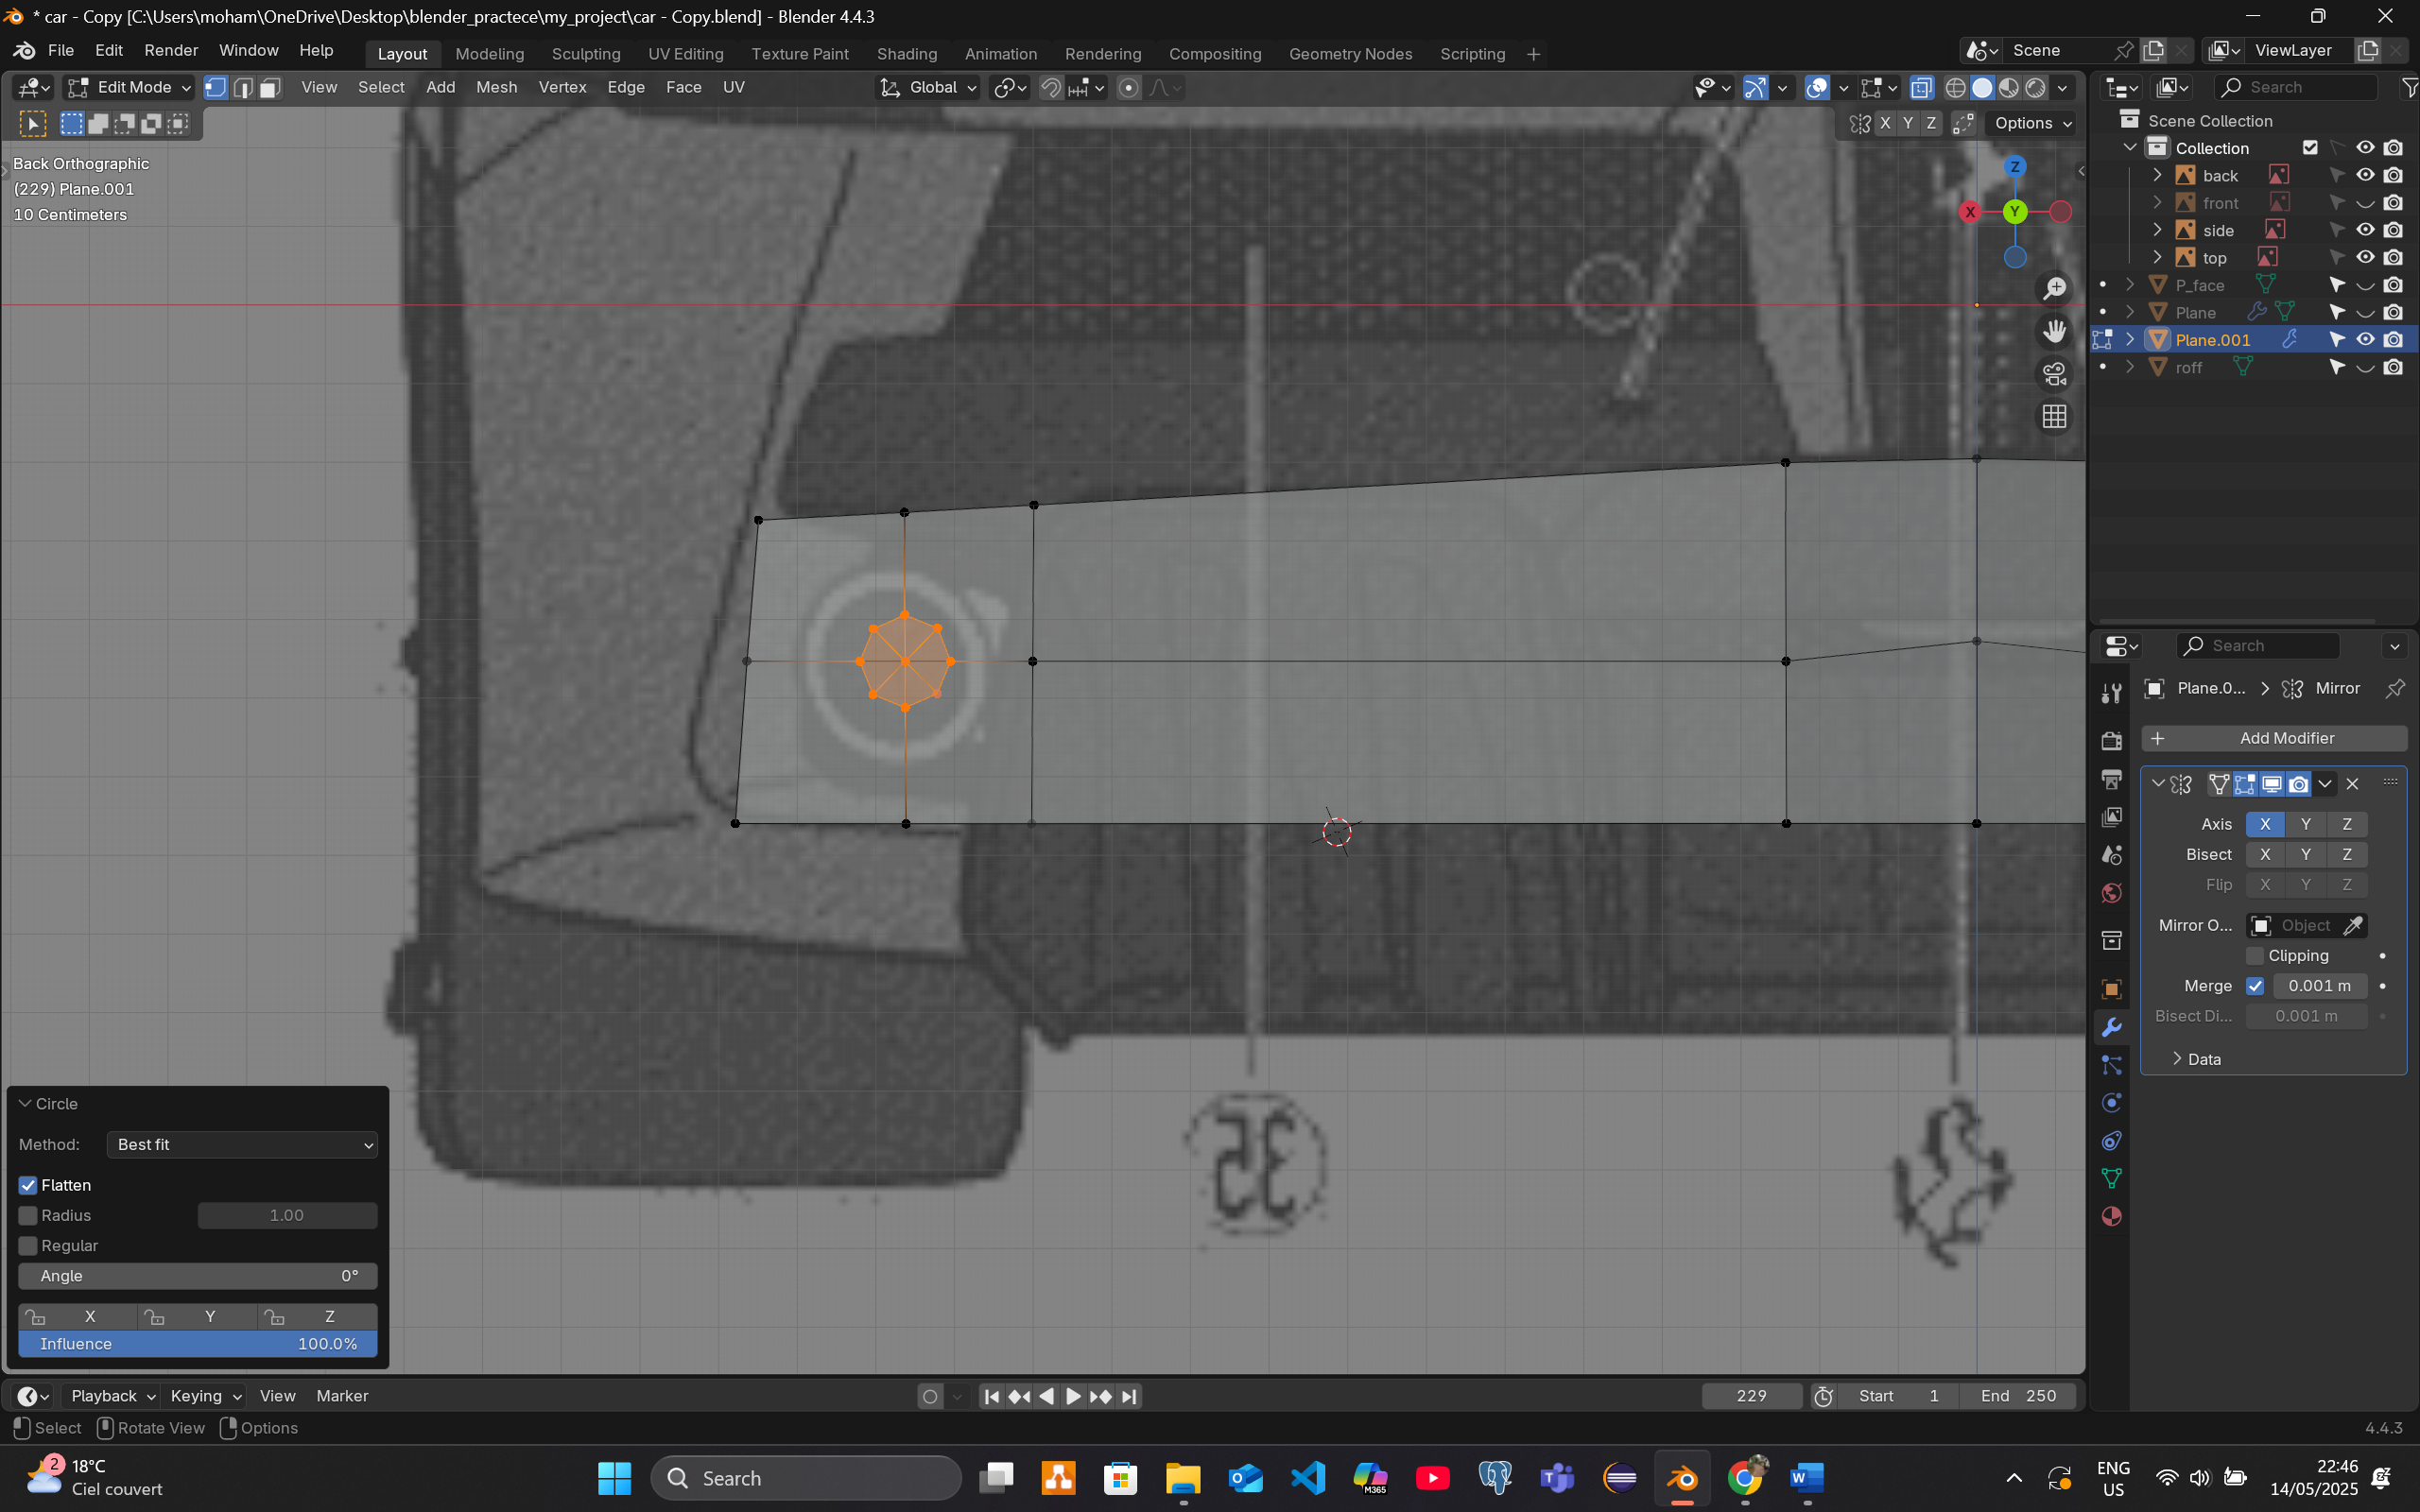 * car - Copy [C:\Users\moham\OneDrive\Desktop\blender_practece\my_project\car - Copy.blend] - Blender 4.4.3
File Edit Render Window Help
Layout Modeling Sculpting UV Editing Texture Paint Shading Animation Rendering Compositing Geometry Nodes Scripting +
Scene
ViewLayer
Edit Mode View Select Add Mesh Vertex Edge Face UV
Global
Search
X Y Z Options
Back Orthographic
(229) Plane.001
10 Centimeters
Z
X Y
Scene Collection
Collection
back
front
side
top
P_face
Plane
Plane.001
roff
Search
Plane.0... > Mirror
+ Add Modifier
Axis X Y Z
Bisect X Y Z
Flip X Y Z
Mirror O... Object
Clipping
Merge 0.001 m
Bisect Di... 0.001 m
Data
Circle
Method: Best fit
Flatten
Radius 1.00
Regular
Angle 0°
X Y Z
Influence 100.0%
Playback Keying View Marker
229 Start 1 End 250
Select Rotate View Options
4.4.3
2
18°C
Ciel couvert
Search
M365
ENG
US
22:46
14/05/2025